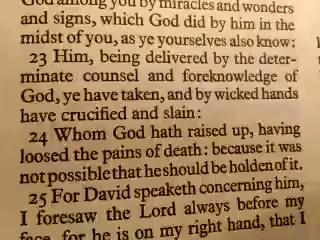 God among you by miracles and wonders
and signs, which God did by him in the
midst of you, as ye yourselves also know:
23 Him, being delivered by the deter-
minate counsel and foreknowledge of
God, ye have taken, and by wicked hands
have crucified and slain:
24 Whom God hath raised up, having
loosed the pains of death: because it was
not possible that he should be holden of it.
25 For David speaketh concerning him,
I foresaw the Lord always before my
face, for he is on my right hand, that I